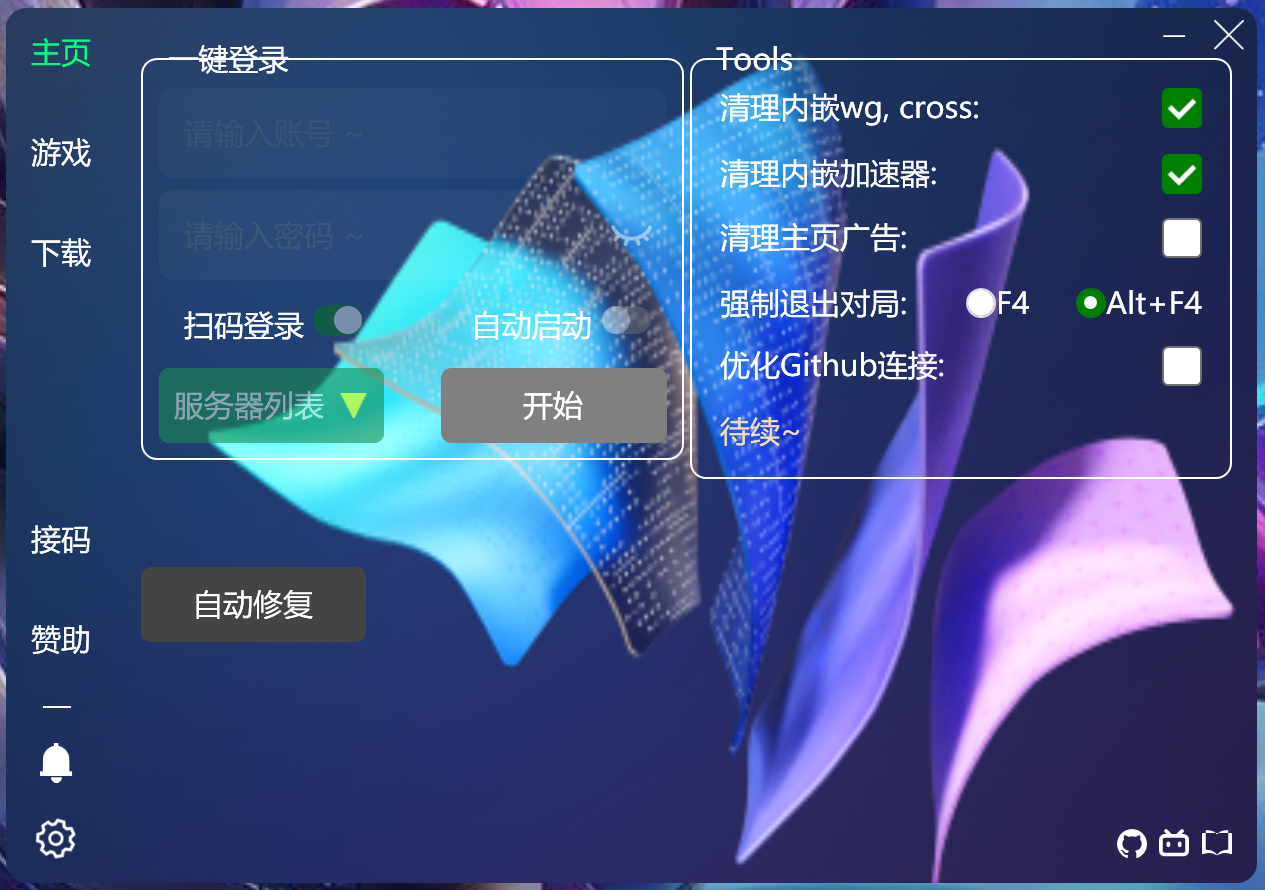 主页
游戏
下载
接码
赞助
一键登录
请输入账号 ~
请输入密码 ~
扫码登录
自动启动
服务器列表 ▼
开始
自动修复
Tools
清理内嵌wg, cross:
清理内嵌加速器:
清理主页广告:
强制退出对局: F4 Alt+F4
优化Github连接:
待续~